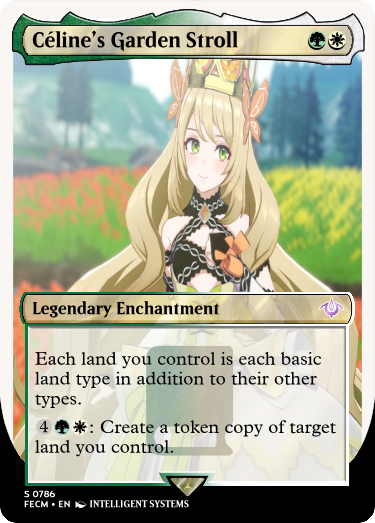 Céline's Garden Stroll
Legendary Enchantment
Each land you control is each basic
land type in addition to their other
types.
4 : Create a token copy of target
land you control.
S 0786
FECM • EN INTELLIGENT SYSTEMS